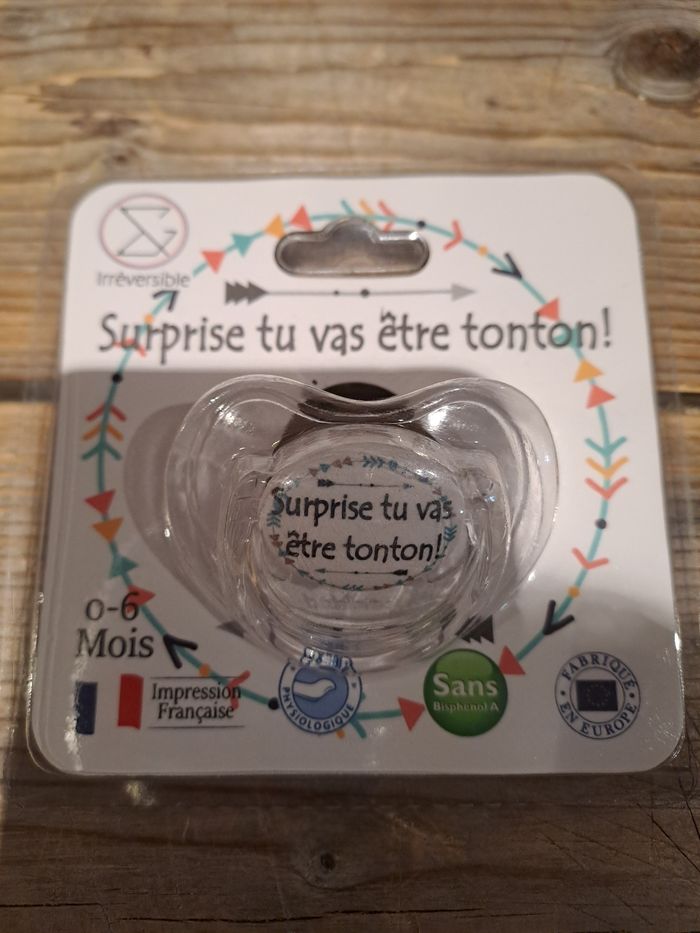 Irréversible
Surprise tu vas être tonton!
Surprise tu vas
être tonton!
0-6
Mois
Impression
Française
PHYSIOLOGIQUE
Sans
Bisphénol A
FABRIQUÉ
EN EUROPE